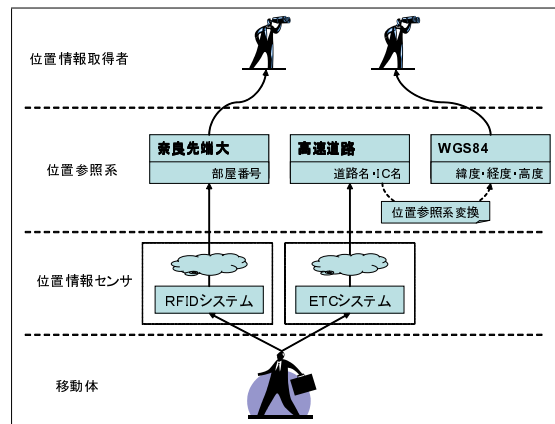 位置情報取得者
位置参照系
奈良先端大
部屋番号
高速道路
道路名・IC名
WGS84
緯度・経度・高度
位置参照系変換
位置情報センサ
RFIDシステム
ETCシステム
移動体